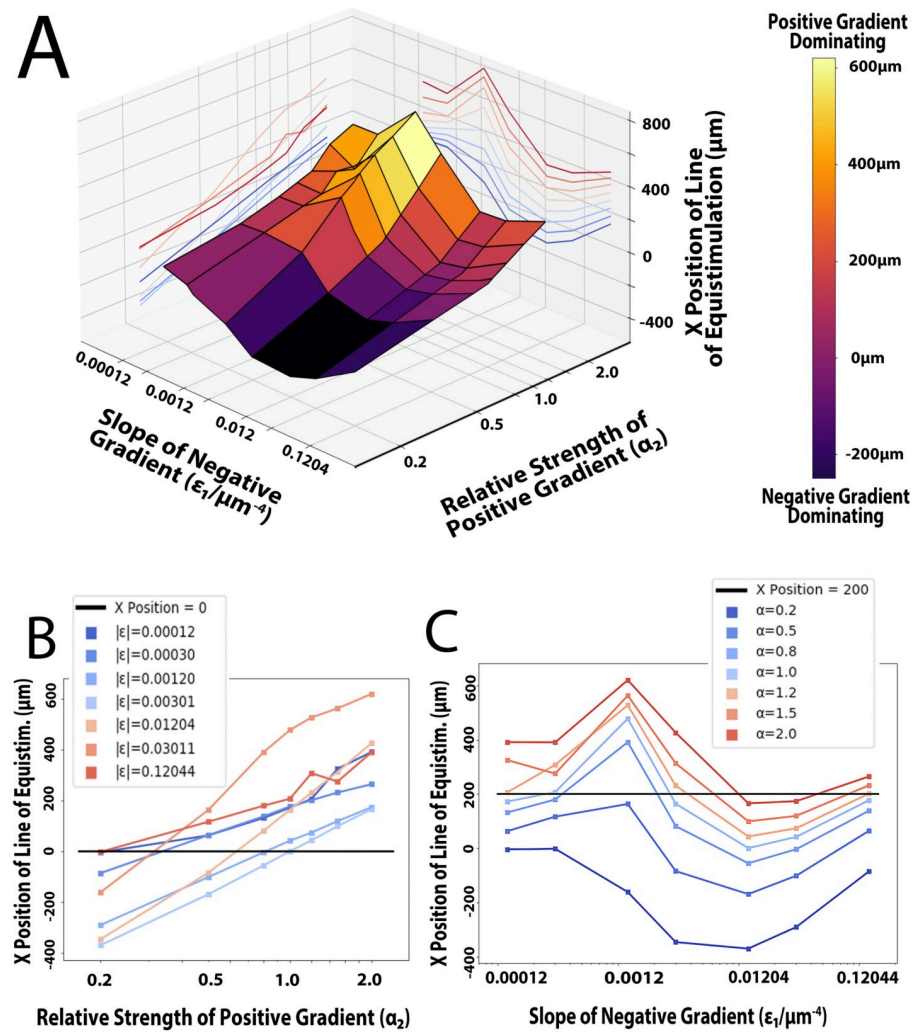 A
Positive Gradient
Dominating
600µm
400µm
200µm
0µm
-200µm
Negative Gradient
Dominating
800
400
0
-400
X Position of Line
of Equistimulation (µm)
0.00012
0.0012
0.012
0.1204
Slope of Negative
Gradient (ε₁/µm⁻⁴)
0.2
0.5
1.0
2.0
Relative Strength of
Positive Gradient (α₂)
B
X Position = 0
|ε|=0.00012
|ε|=0.00030
|ε|=0.00120
|ε|=0.00301
|ε|=0.01204
|ε|=0.03011
|ε|=0.12044
X Position of Line of Equistim. (µm)
600
400
200
0
-200
-400
0.2
0.5
1.0
2.0
Relative Strength of Positive Gradient (α₂)
C
X Position = 200
α=0.2
α=0.5
α=0.8
α=1.0
α=1.2
α=1.5
α=2.0
X Position of Line of Equistim. (µm)
600
400
200
0
-200
-400
0.00012
0.0012
0.01204
0.12044
Slope of Negative Gradient (ε₁/µm⁻⁴)